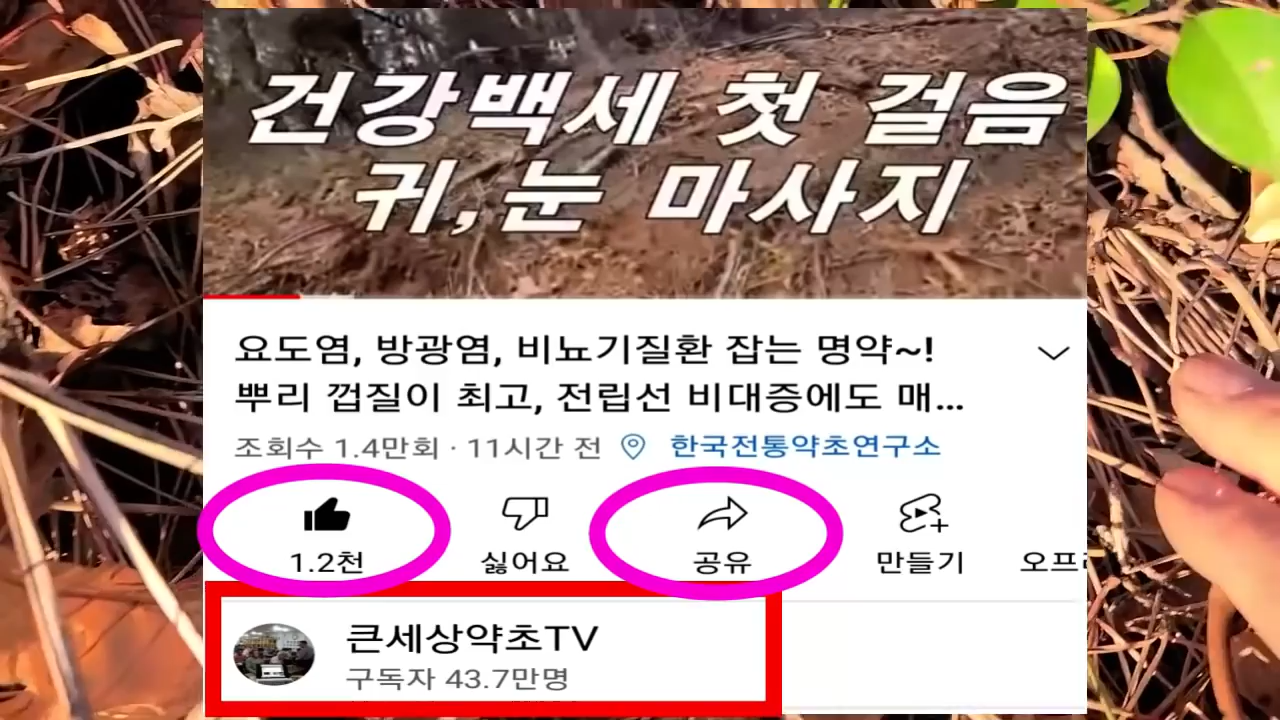 건강백세 첫 걸음
귀,눈 마사지
요도염, 방광염, 비뇨기질환 잡는 명약~!
뿌리 껍질이 최고, 전립선 비대증에도 매...
조회수 1.4만회 · 11시간 전 한국전통약초연구소
1.2천 싫어요 공유 만들기 오프
큰세상약초TV
구독자 43.7만명